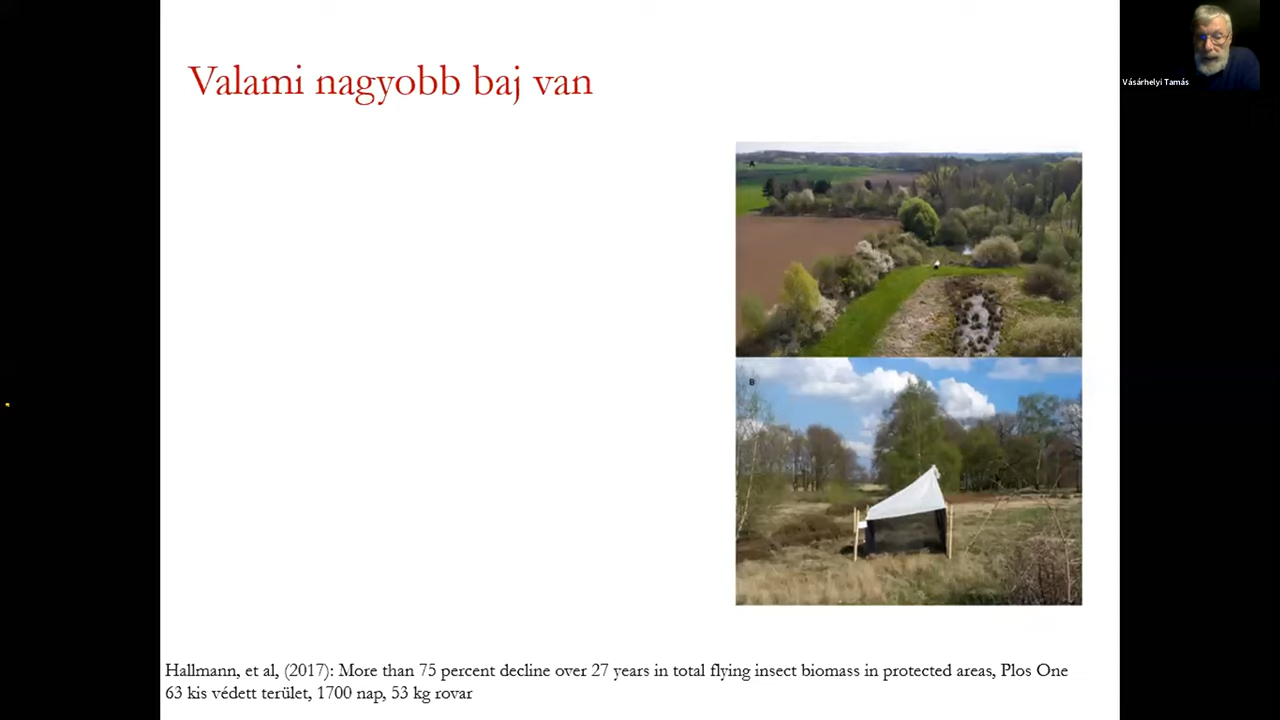 Valami nagyobb baj van
Vásárhelyi Tamás
A
B
Hallmann, et al, (2017): More than 75 percent decline over 27 years in total flying insect biomass in protected areas, Plos One
63 kis védett terület, 1700 nap, 53 kg rovar